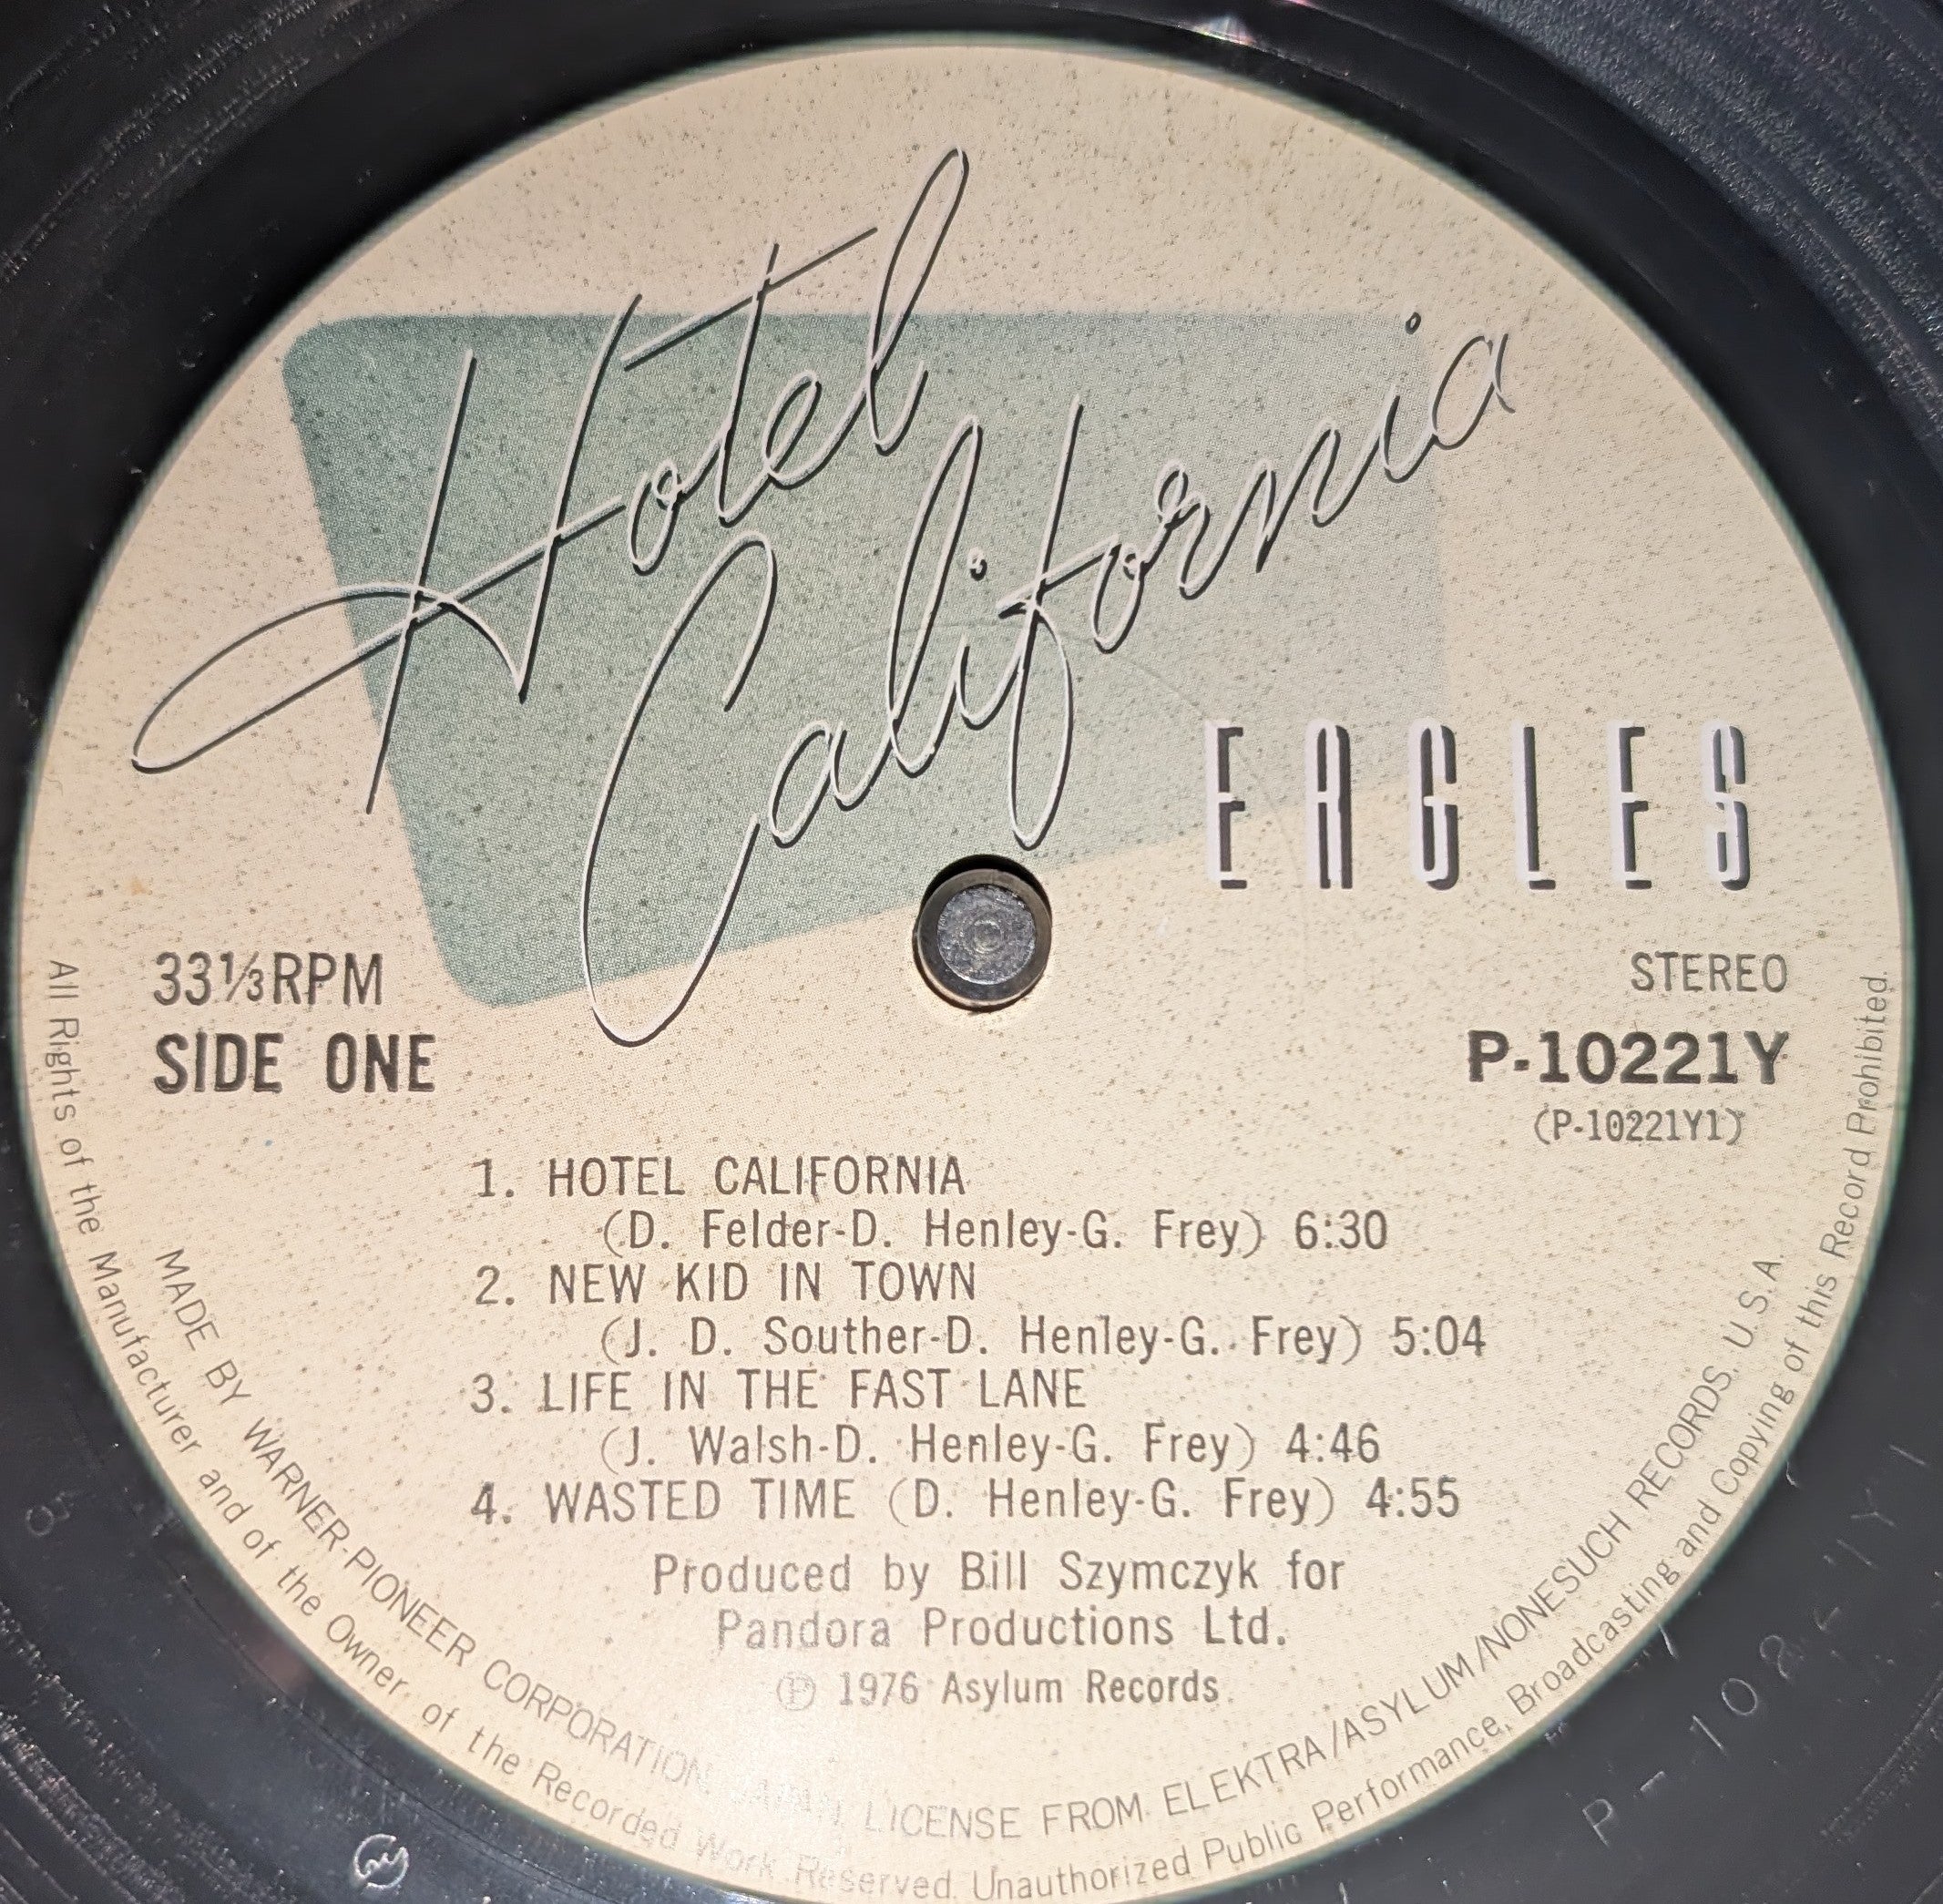 Hotel
California
EAGLES
33⅓RPM
SIDE ONE
STEREO
P-10221Y
(P-10221Y1)
1. HOTEL CALIFORNIA
(D. Felder-D. Henley-G. Frey) 6:30
2. NEW KID IN TOWN
(J. D. Souther-D. Henley-G. Frey) 5:04
3. LIFE IN THE FAST LANE
(J. Walsh-D. Henley-G. Frey) 4:46
4. WASTED TIME (D. Henley-G. Frey) 4:55
Produced by Bill Szymczyk for
Pandora Productions Ltd.
Ⓟ 1976 Asylum Records.
MADE BY WARNER-PIONEER CORPORATION, JAPAN, LICENSE FROM ELEKTRA/ASYLUM/NONESUCH RECORDS, U.S.A.
All Rights of the Manufacturer and of the Owner of the Recorded Work Reserved. Unauthorized Public Performance, Broadcasting and Copying of this Record Prohibited.